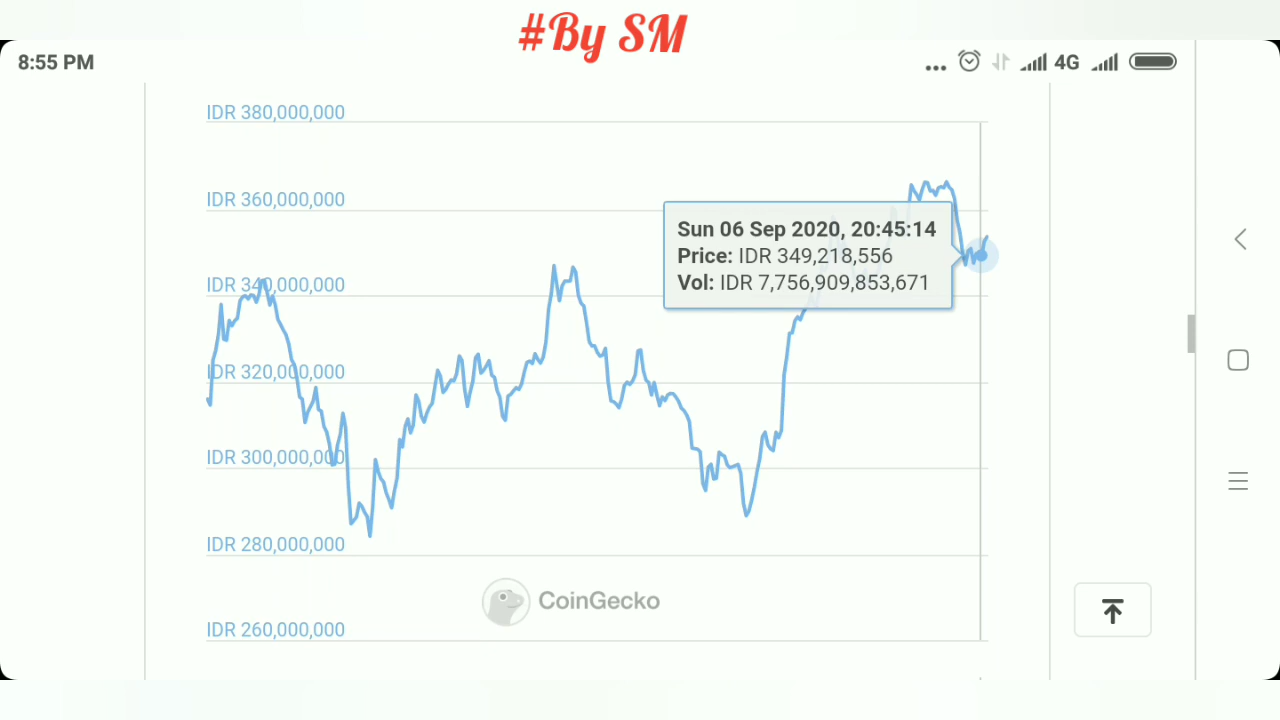 #By SM
8:55 PM
4G
IDR 380,000,000
IDR 360,000,000
Sun 06 Sep 2020, 20:45:14
Price: IDR 349,218,556
Vol: IDR 7,756,909,853,671
IDR 340,000,000
IDR 320,000,000
IDR 300,000,000
IDR 280,000,000
CoinGecko
IDR 260,000,000